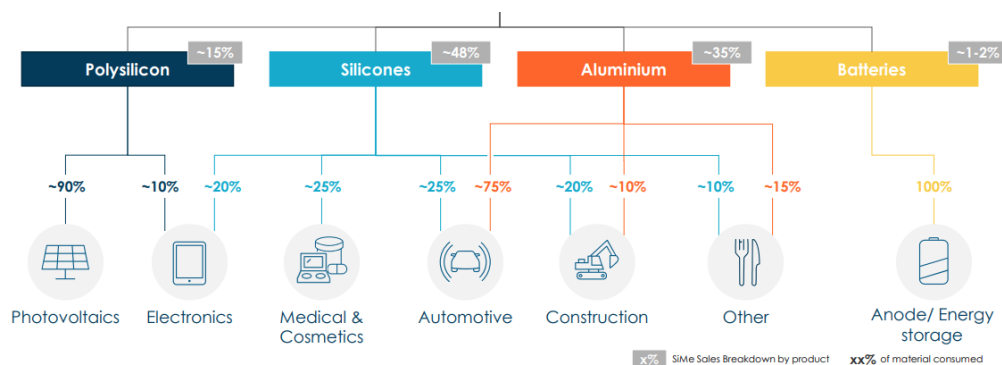 ~15%
~48%
~35%
~1-2%
Polysilicon
Silicones
Aluminium
Batteries
~90%
~10%
~20%
~25%
~25%
~75%
~20%
~10%
~10%
~15%
100%
Photovoltaics
Electronics
Medical &
Cosmetics
Automotive
Construction
Other
Anode/ Energy
storage
x% SiMe Sales Breakdown by product
xx% of material consumed